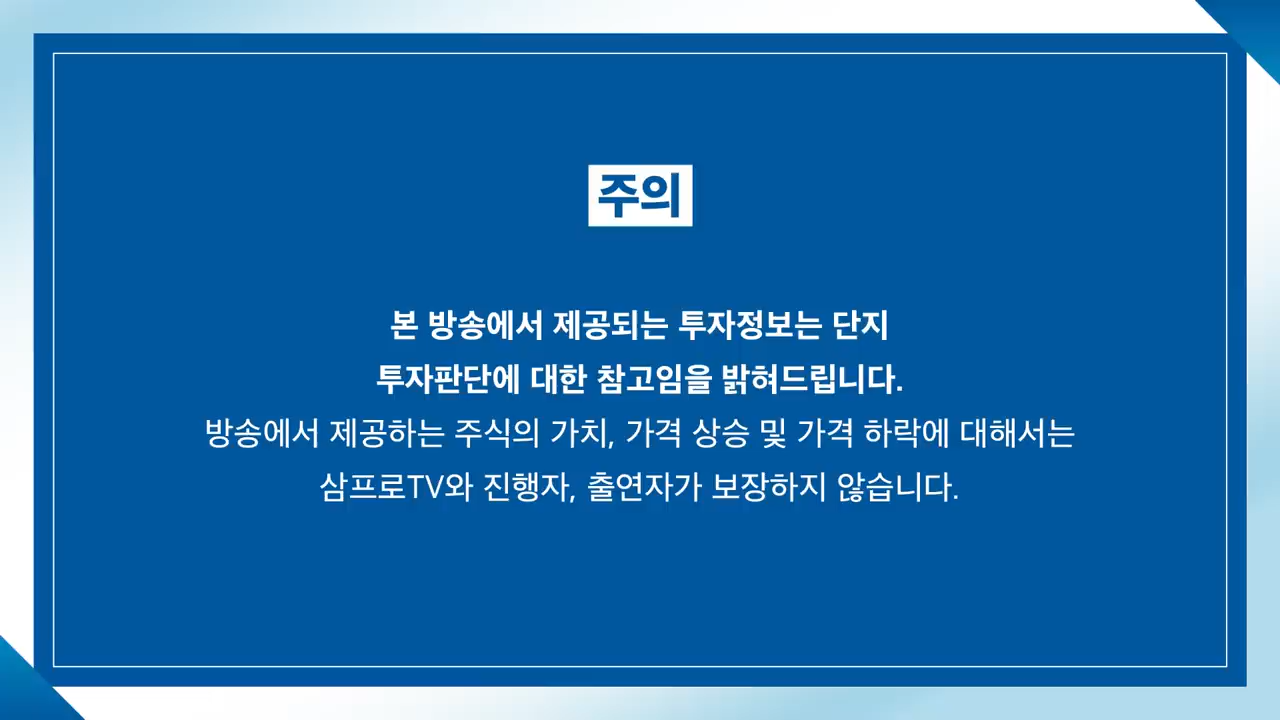 주의
본 방송에서 제공되는 투자정보는 단지
투자판단에 대한 참고임을 밝혀드립니다.
방송에서 제공하는 주식의 가치, 가격 상승 및 가격 하락에 대해서는
삼프로TV와 진행자, 출연자가 보장하지 않습니다.